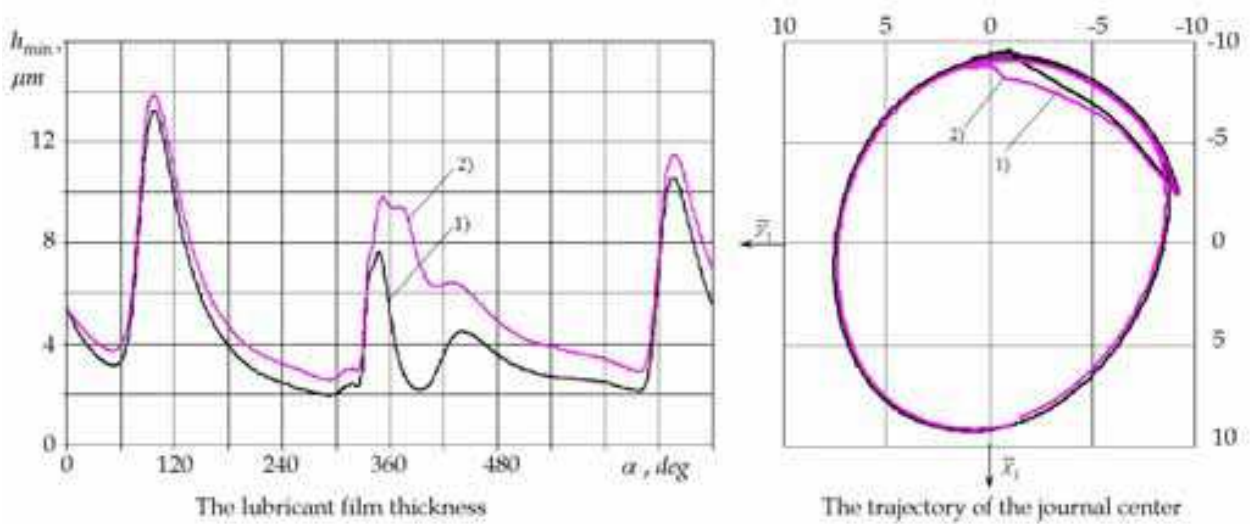 h min, μm
12
8
4
0
0 120 240 360 480 α, deg
2)
1)
The lubricant film thickness
10 5 0 -5 -10
-10
-5
0
5
10
2)
1)
ȳ₁
x̄₁
The trajectory of the journal center